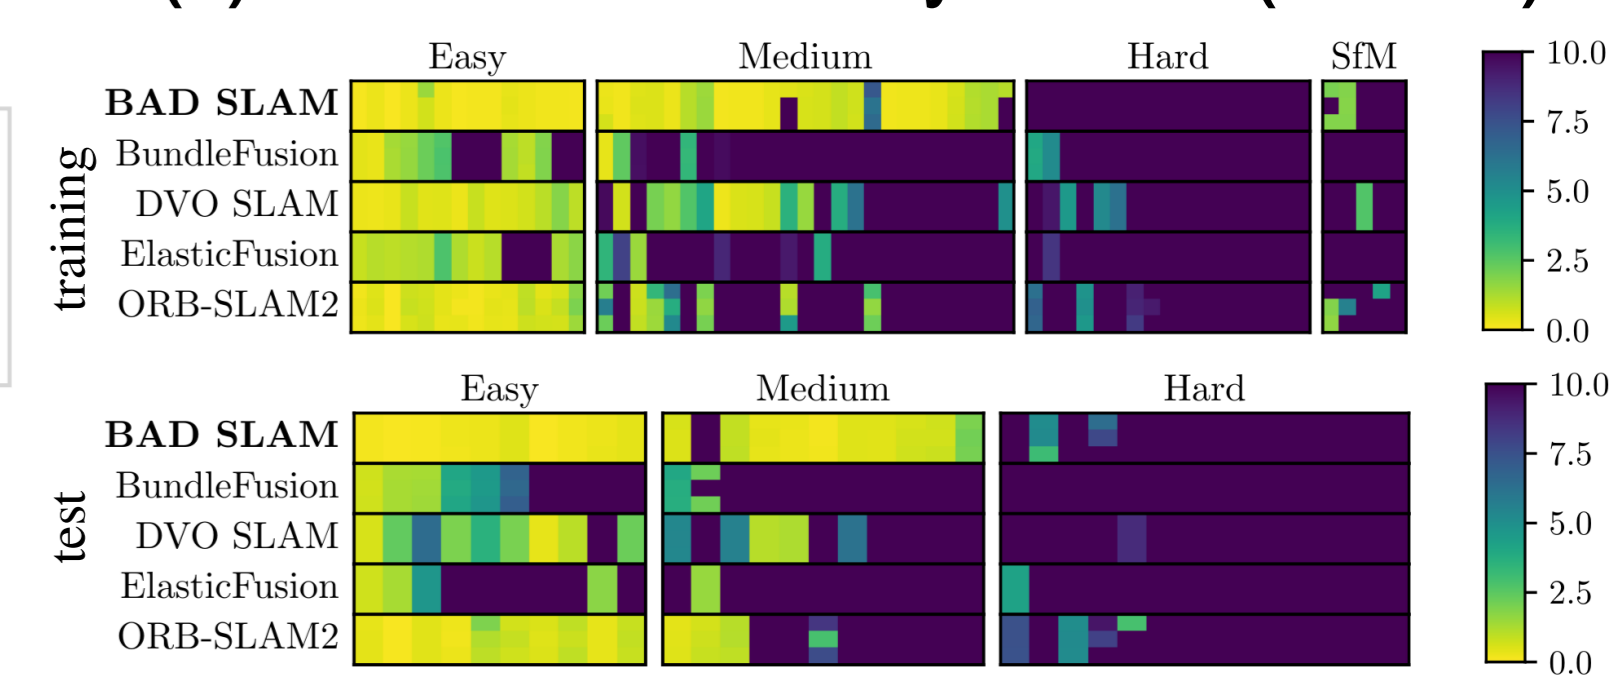 Easy Medium Hard SfM
training
BAD SLAM
BundleFusion
DVO SLAM
ElasticFusion
ORB-SLAM2
10.0
7.5
5.0
2.5
0.0
Easy Medium Hard
test
BAD SLAM
BundleFusion
DVO SLAM
ElasticFusion
ORB-SLAM2
10.0
7.5
5.0
2.5
0.0